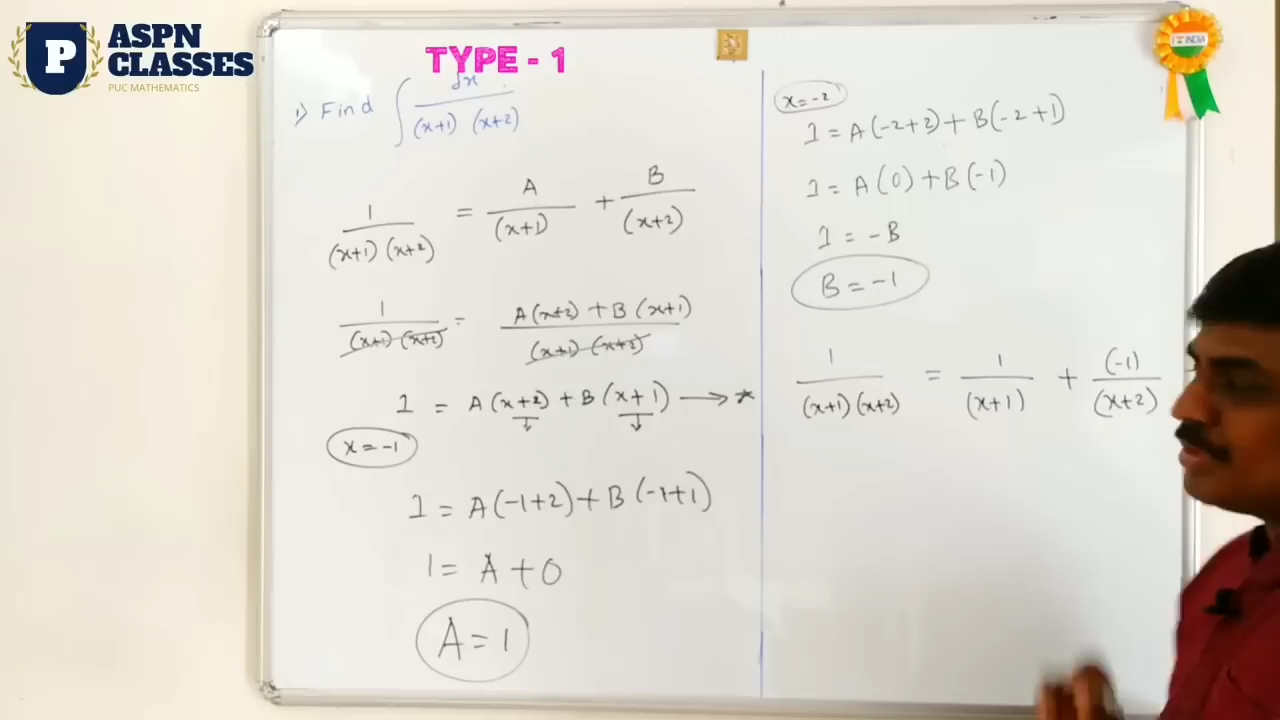 ASPN
CLASSES
PUC MATHEMATICS
P
TYPE - 1
I ♥ INDIA
1) Find ∫ dx / (x+1) (x+2)
1 / (x+1) (x+2) = A / (x+1) + B / (x+2)
1 / (x+1) (x+2) = A(x+2) + B (x+1) / (x+1) (x+2)
1 = A(x+2) + B(x+1) → *
x = -1
1 = A(-1+2) + B(-1+1)
1 = A + 0
A = 1
x = -2
1 = A(-2+2) + B(-2+1)
1 = A(0) + B(-1)
1 = -B
B = -1
1 / (x+1) (x+2) = 1 / (x+1) + (-1) / (x+2)